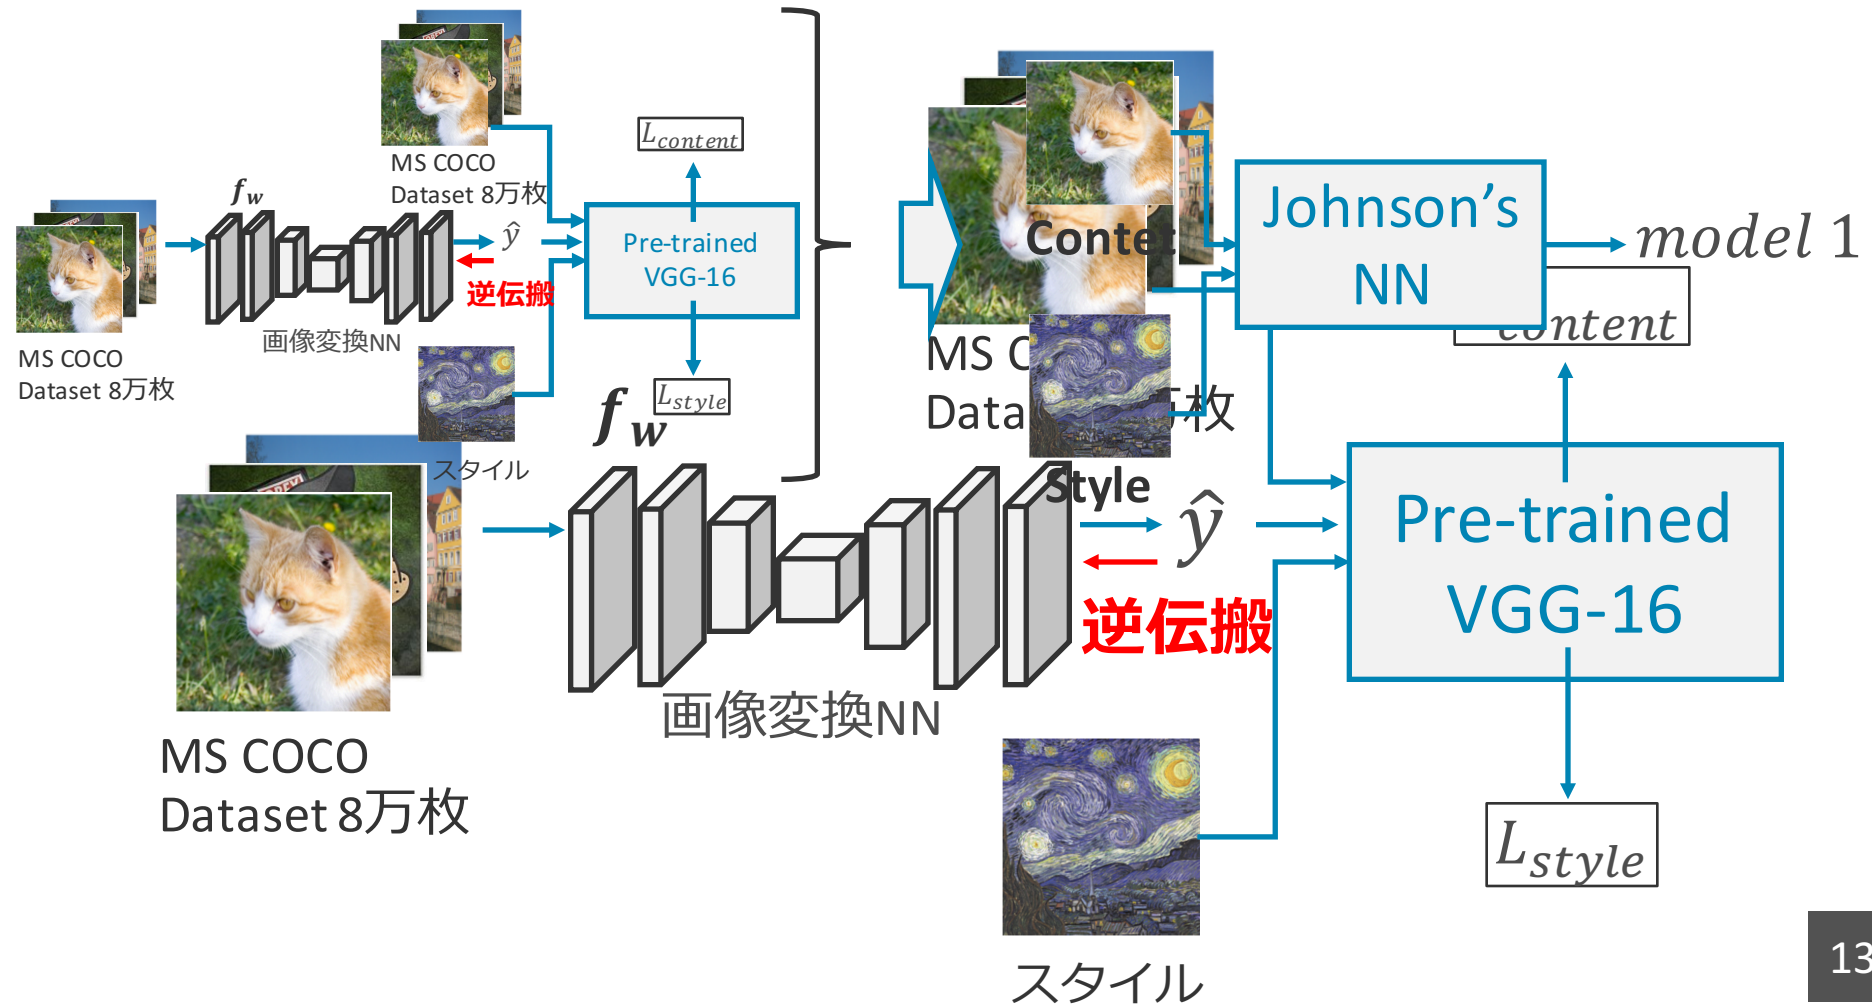 MS COCO
Dataset 8万枚
L_content
f_w
ŷ
Pre-trained
VGG-16
逆伝搬
画像変換NN
MS COCO
Dataset 8万枚
L_style
スタイル
Contet
Johnson's
NN
model 1
MS C
Data 万枚
content
Style
f_w
ŷ
Pre-trained
VGG-16
逆伝搬
画像変換NN
MS COCO
Dataset 8万枚
L_style
スタイル
13